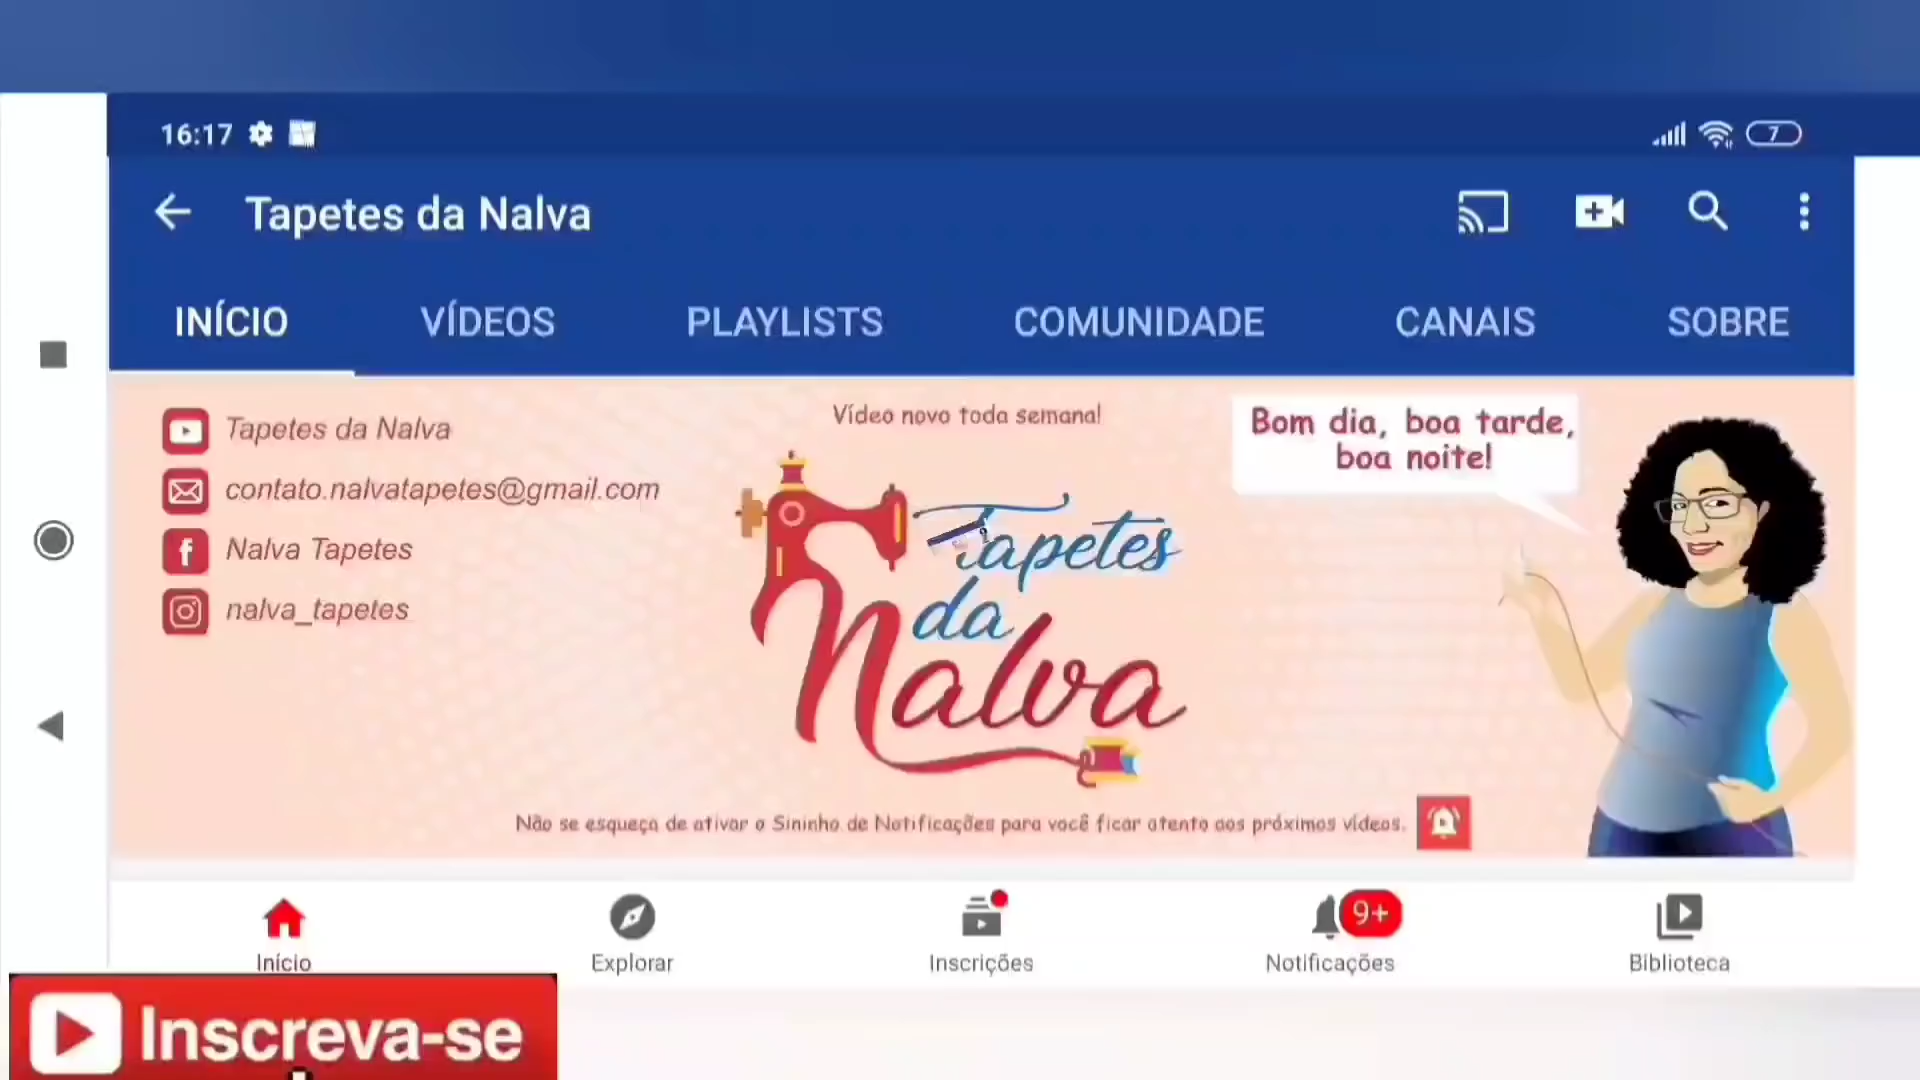 16:17
7
Tapetes da Nalva
INÍCIO VÍDEOS PLAYLISTS COMUNIDADE CANAIS SOBRE
Tapetes da Nalva
contato.nalvatapetes@gmail.com
Nalva Tapetes
nalva_tapetes
Vídeo novo toda semana!
Tapetes
da
Nalva
Bom dia, boa tarde,
boa noite!
Não se esqueça de ativar o Sininho de Notificações para você ficar atento aos próximos vídeos.
9+
Início Explorar Inscrições Notificações Biblioteca
Inscreva-se